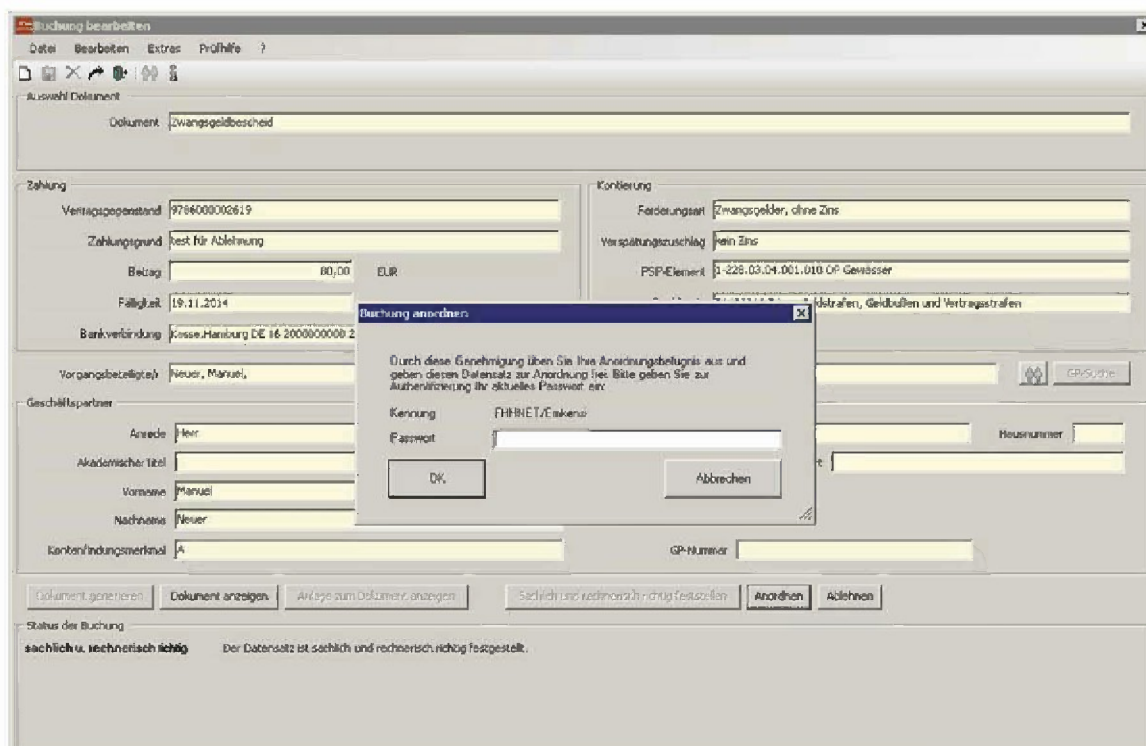 Buchung bearbeiten
Datei Bearbeiten Extras Prüfhilfe ?
Auswahl Dokument
Dokument Zwangsgeldbescheid
Zahlung
Vertragsgegenstand 9786000002619
Zahlungsgrund test für Ablehnung
Betrag 80,00 EUR
Fälligkeit 19.11.2014
Bankverbindung Kasse.Hamburg DE 16 2000000000 2
Kontierung
Forderungsart Zwangsgelder, ohne Zins
Verspätungszuschlag kein Zins
PSP-Element 1-228.03.04.001.010 OP Gewässer
Geldstrafen, Geldbußen und Vertragsstrafen
Vorgangsbeteiligte/r Neuer, Manuel,
GP-Suche
Geschäftspartner
Anrede Herr
Hausnummer
Akademischer Titel
Vorname Manuel
Nachname Neuer
Kontenfindungsmerkmal A
GP-Nummer
Buchung anordnen
Durch diese Genehmigung üben Sie Ihre Anordnungsbefugnis aus und
geben diesen Datensatz zur Anordnung frei. Bitte geben Sie zur
Authentifizierung Ihr aktuelles Passwort ein:
Kennung FHHNET/
Passwort
OK Abbrechen
Dokument generieren Dokument anzeigen Anlage zum Dokument anzeigen Sachlich und rechnerisch richtig feststellen Anordnen Ablehnen
Status der Buchung
sachlich u. rechnerisch richtig Der Datensatz ist sachlich und rechnerisch richtig festgestellt.